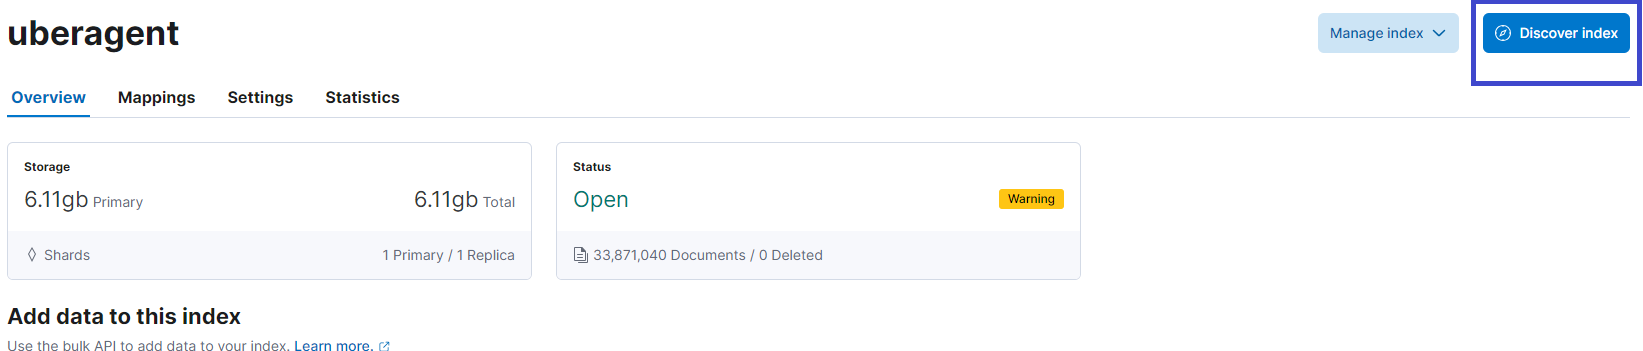 uberagent
Manage index
Discover index
Overview Mappings Settings Statistics
Storage
6.11gb Primary 6.11gb Total
Shards 1 Primary / 1 Replica
Status
Open Warning
33,871,040 Documents / 0 Deleted
Add data to this index
Use the bulk API to add data to your index. Learn more.